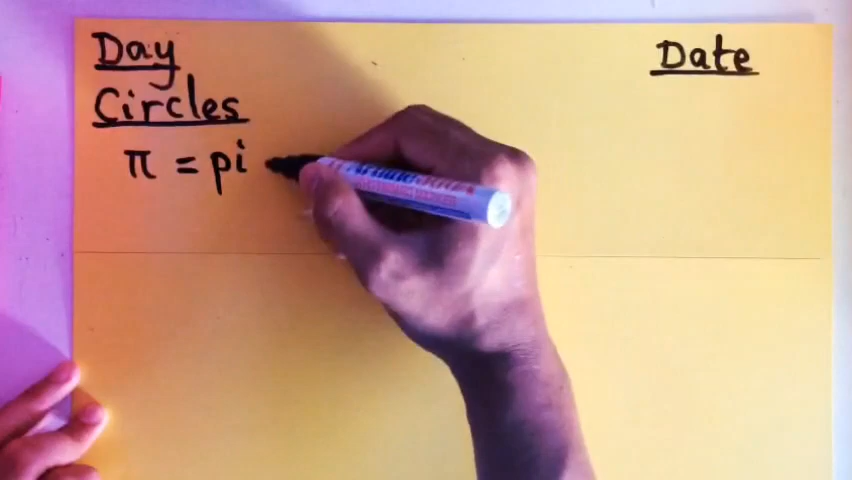 Day Date
Circles
π = pi